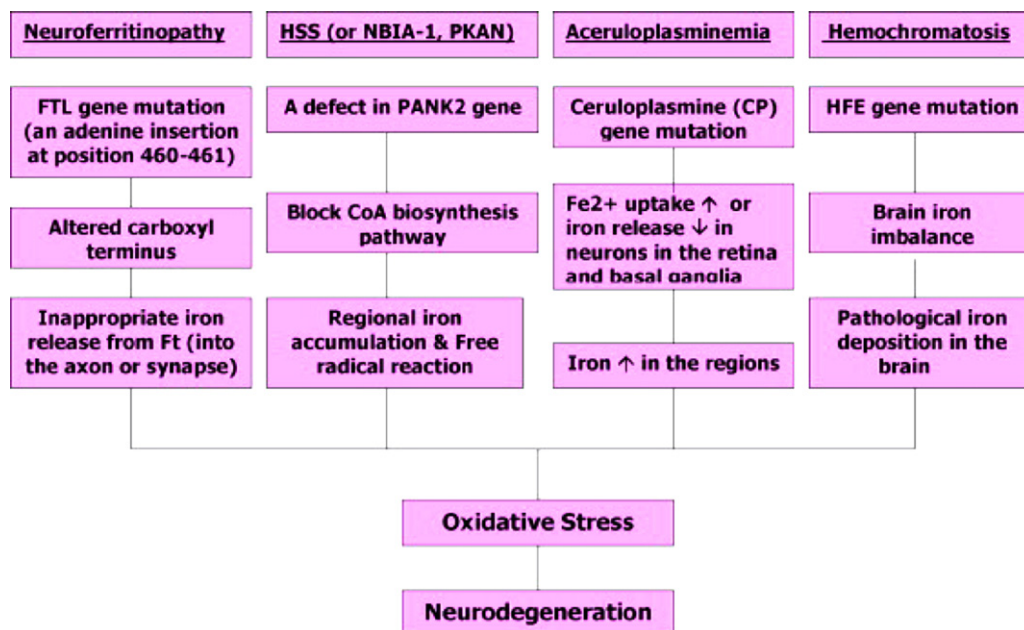 Neuroferritinopathy
HSS (or NBIA-1, PKAN)
Aceruloplasminemia
Hemochromatosis
FTL gene mutation
(an adenine insertion
at position 460-461)
A defect in PANK2 gene
Ceruloplasmine (CP)
gene mutation
HFE gene mutation
Altered carboxyl
terminus
Block CoA biosynthesis
pathway
Fe2+ uptake ↑ or
iron release ↓ in
neurons in the retina
and basal ganglia
Brain iron
imbalance
Inappropriate iron
release from Ft (into
the axon or synapse)
Regional iron
accumulation & Free
radical reaction
Iron ↑ in the regions
Pathological iron
deposition in the
brain
Oxidative Stress
Neurodegeneration